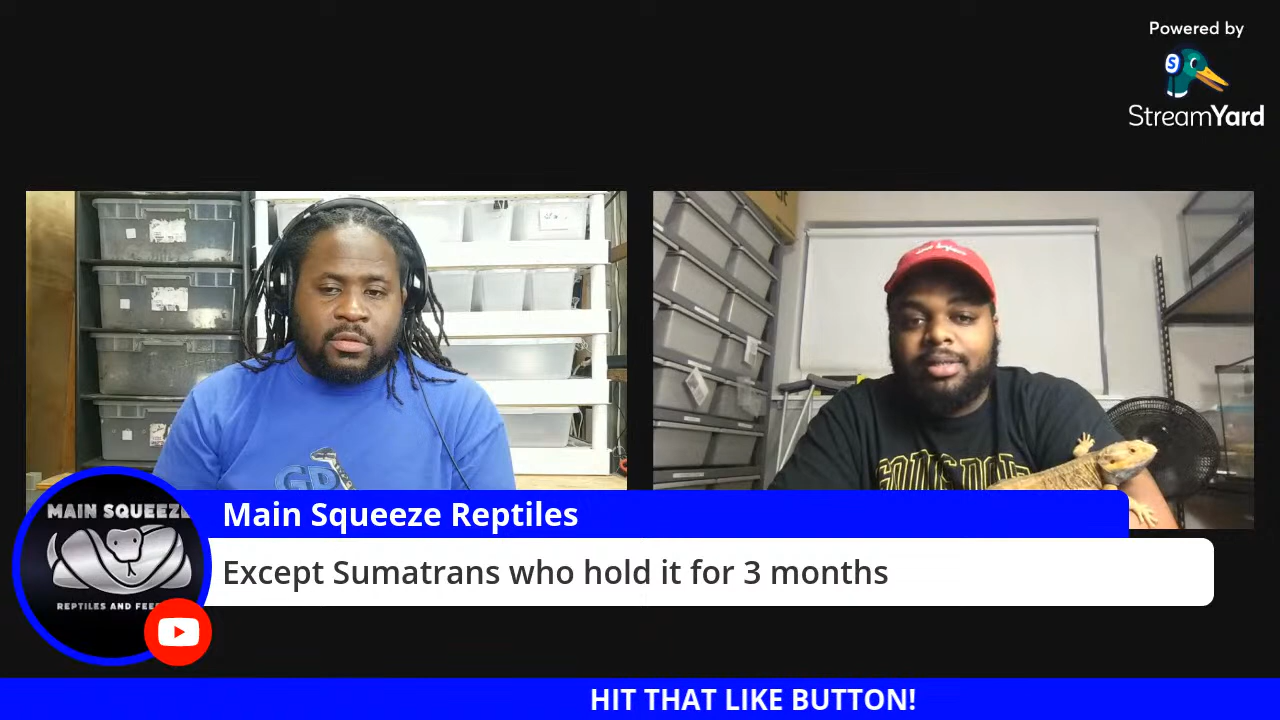 Powered by
StreamYard
GP
MAIN SQUEEZE
REPTILES AND FEE
Main Squeeze Reptiles
Except Sumatrans who hold it for 3 months
HIT THAT LIKE BUTTON!